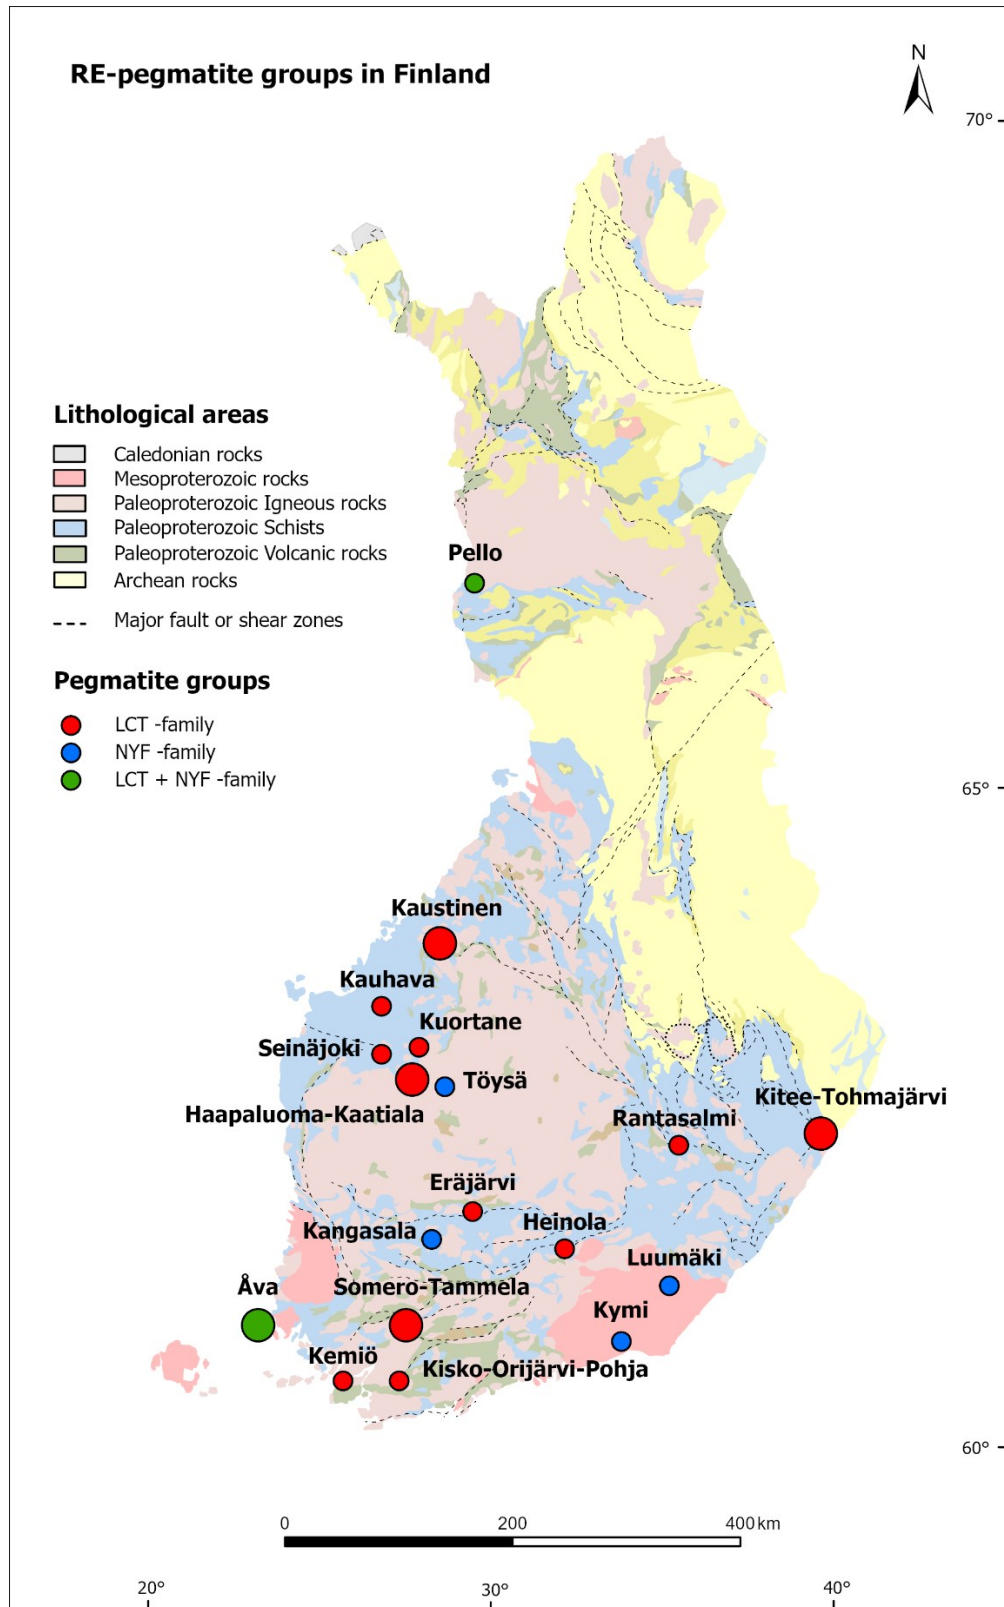 RE-pegmatite groups in Finland
N
70°
Lithological areas
Caledonian rocks
Mesoproterozoic rocks
Paleoproterozoic Igneous rocks
Paleoproterozoic Schists
Paleoproterozoic Volcanic rocks
Archean rocks
Major fault or shear zones
Pegmatite groups
LCT -family
NYF -family
LCT + NYF -family
Pello
65°
Kaustinen
Kauhava
Kuortane
Seinäjoki
Töysä
Haapaluoma-Kaatiala
Kitee-Tohmajärvi
Rantasalmi
Eräjärvi
Kangasala
Heinola
Luumäki
Åva
Somero-Tammela
Kymi
Kemiö
Kisko-Orijärvi-Pohja
60°
0 200 400 km
20° 30° 40°